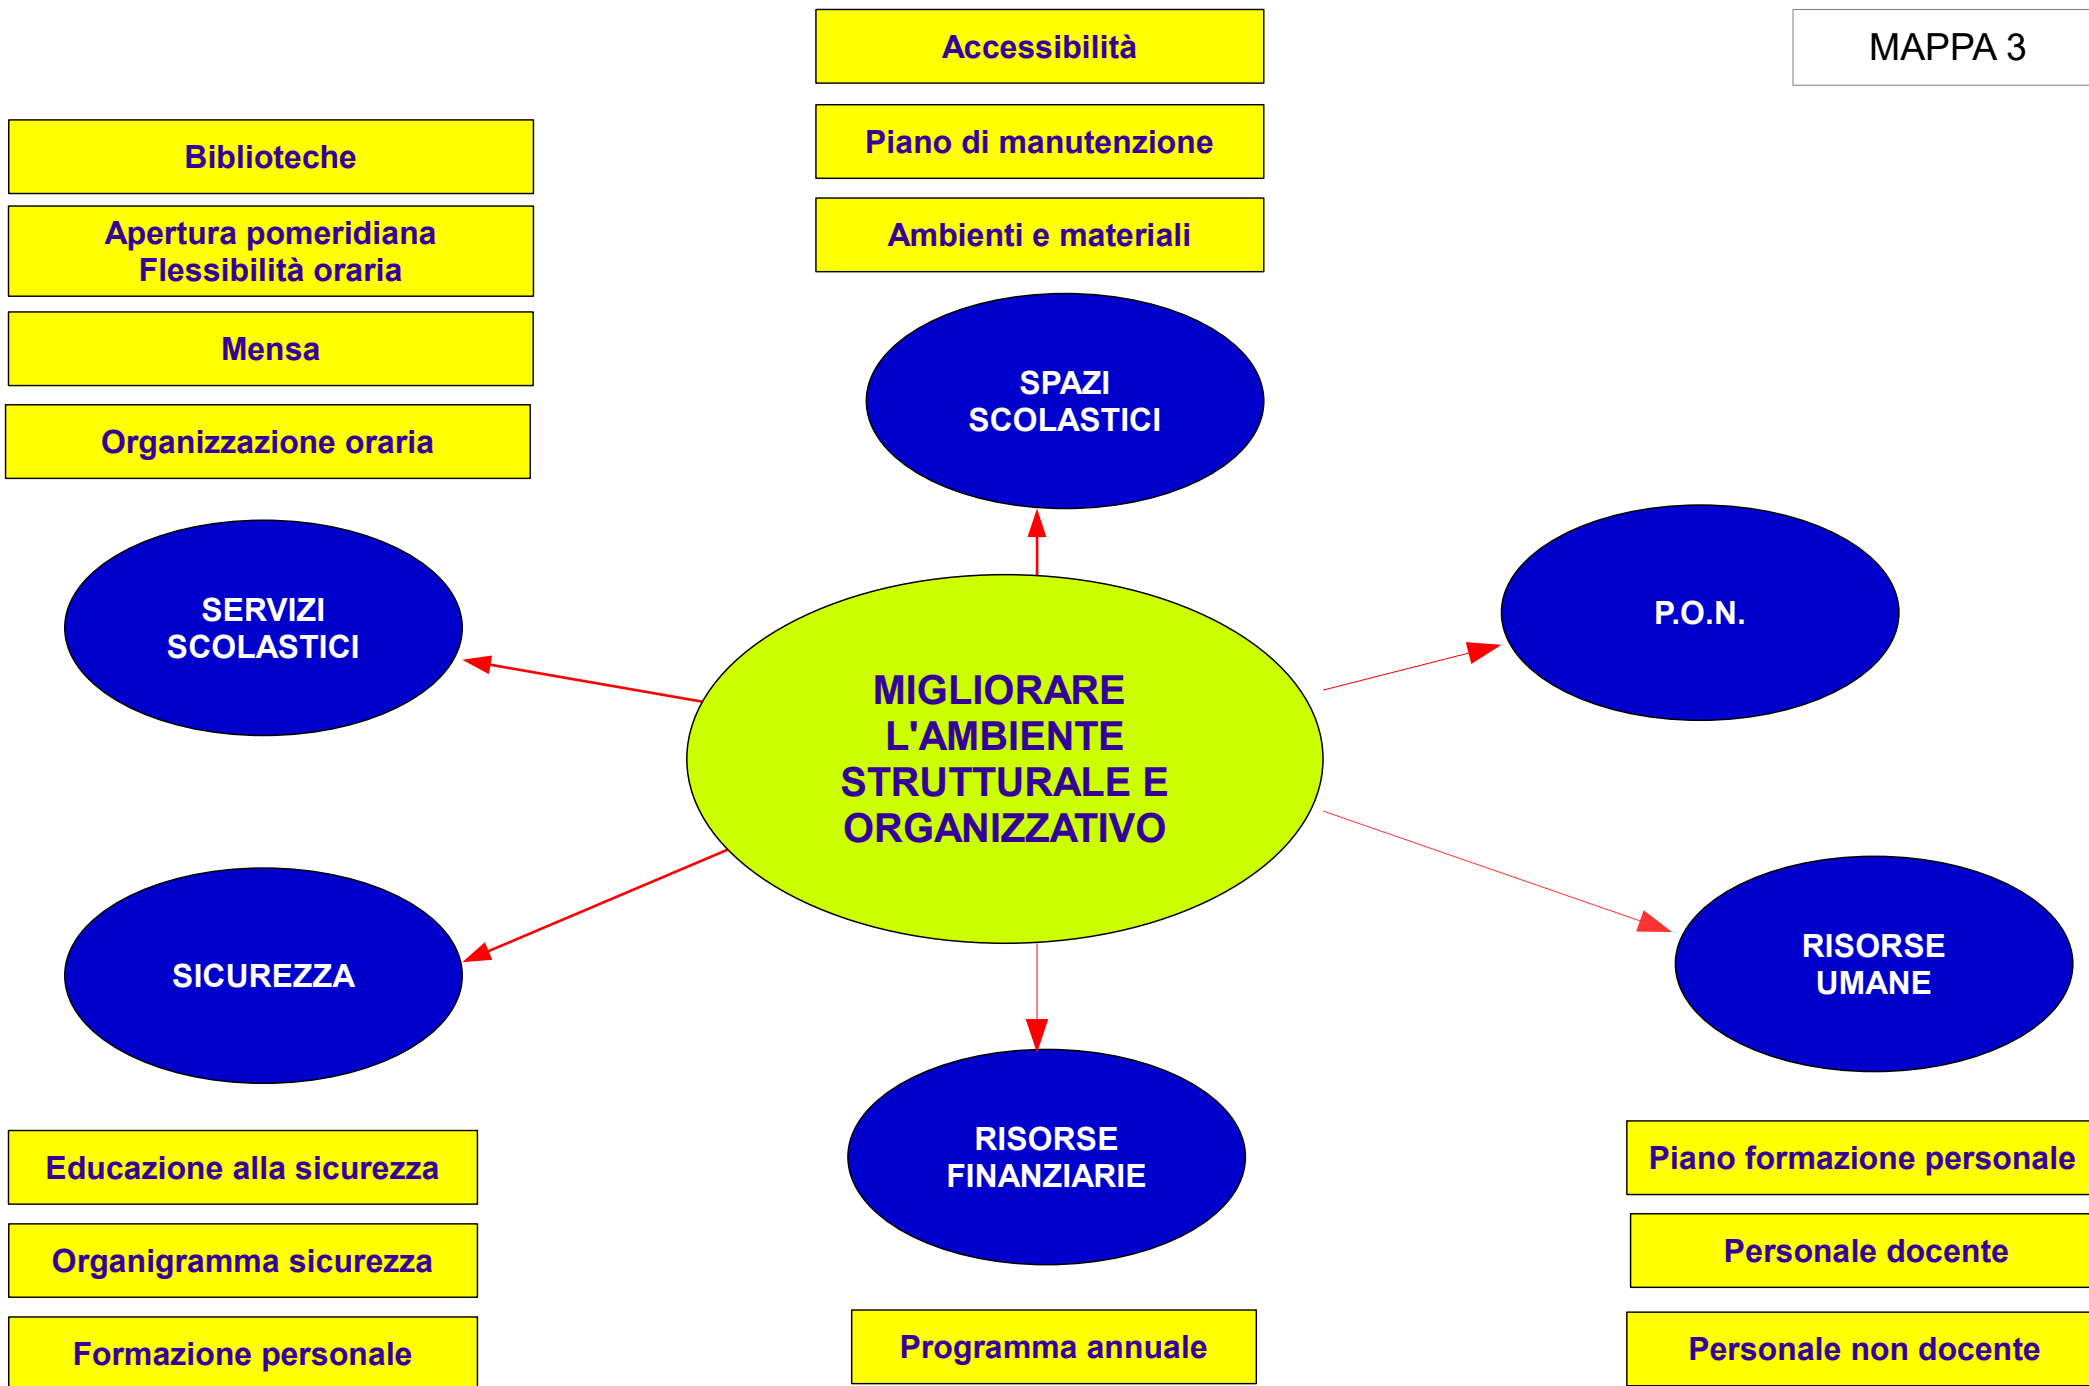 Accessibilità
MAPPA 3
Piano di manutenzione
Ambienti e materiali
Biblioteche
Apertura pomeridiana
Flessibilità oraria
Mensa
Organizzazione oraria
SPAZI
SCOLASTICI
SERVIZI
SCOLASTICI
P.O.N.
MIGLIORARE
L'AMBIENTE
STRUTTURALE E
ORGANIZZATIVO
SICUREZZA
RISORSE
UMANE
RISORSE
FINANZIARIE
Educazione alla sicurezza
Organigramma sicurezza
Formazione personale
Programma annuale
Piano formazione personale
Personale docente
Personale non docente